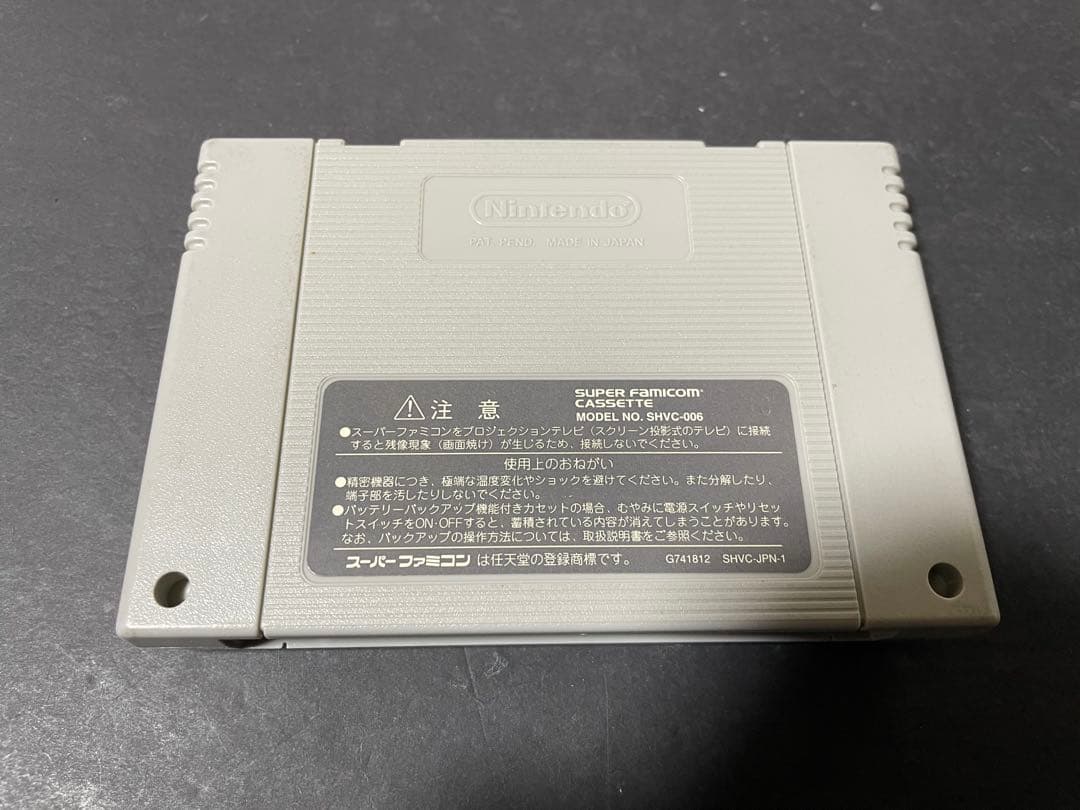 Nintendo
PAT. PEND. MADE IN JAPAN
⚠注意
SUPER FAMICOM
CASSETTE
MODEL NO. SHVC-006
●スーパーファミコンをプロジェクションテレビ（スクリーン投影式のテレビ）に接続
すると残像現象（画面焼け）が生じるため、接続しないでください。
使用上のおねがい
●精密機器につき、極端な温度変化やショックを避けてください。また分解したり、
端子部を汚したりしないでください。
●バッテリーバックアップ機能付きカセットの場合、むやみに電源スイッチやリセッ
トスイッチをON・OFFすると、蓄積されている内容が消えてしまうことがあります。
なお、バックアップの操作方法については、取扱説明書をご参照ください。
スーパーファミコン は任天堂の登録商標です。
G741812 SHVC-JPN-1